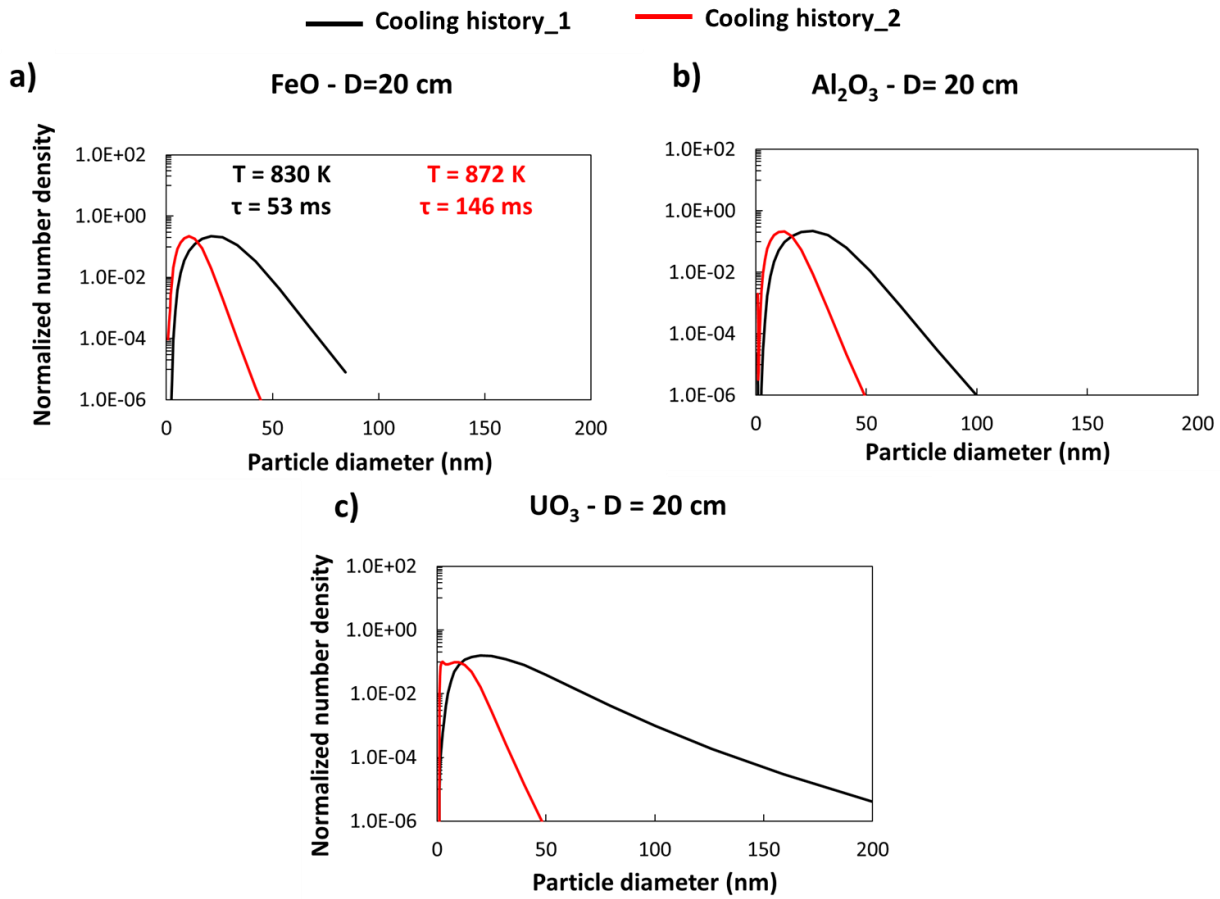 Cooling history_1
Cooling history_2
a)
FeO - D=20 cm
Normalized number density
1.0E+02
1.0E+00
1.0E-02
1.0E-04
1.0E-06
T = 830 K
τ = 53 ms
T = 872 K
τ = 146 ms
0 50 100 150 200
Particle diameter (nm)
b)
Al₂O₃ - D= 20 cm
1.0E+02
1.0E+00
1.0E-02
1.0E-04
1.0E-06
0 50 100 150 200
Particle diameter (nm)
c)
UO₃ - D = 20 cm
Normalized number density
1.0E+02
1.0E+00
1.0E-02
1.0E-04
1.0E-06
0 50 100 150 200
Particle diameter (nm)